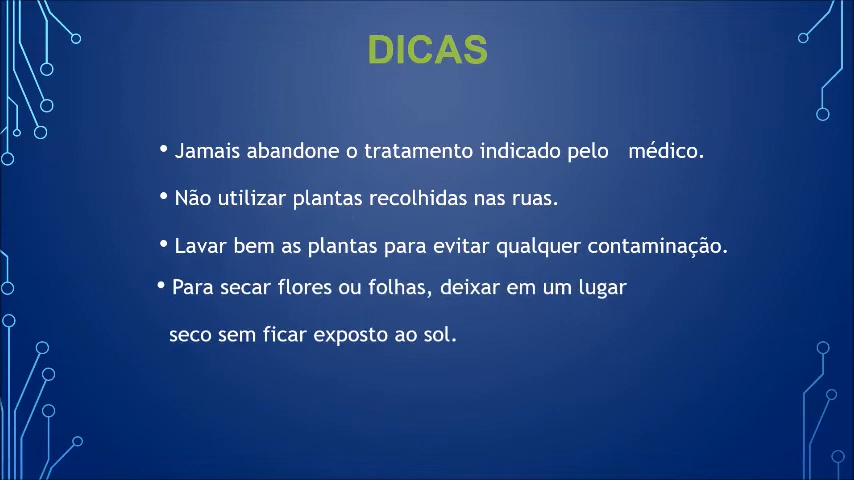 DICAS
• Jamais abandone o tratamento indicado pelo médico.
• Não utilizar plantas recolhidas nas ruas.
• Lavar bem as plantas para evitar qualquer contaminação.
• Para secar flores ou folhas, deixar em um lugar
seco sem ficar exposto ao sol.